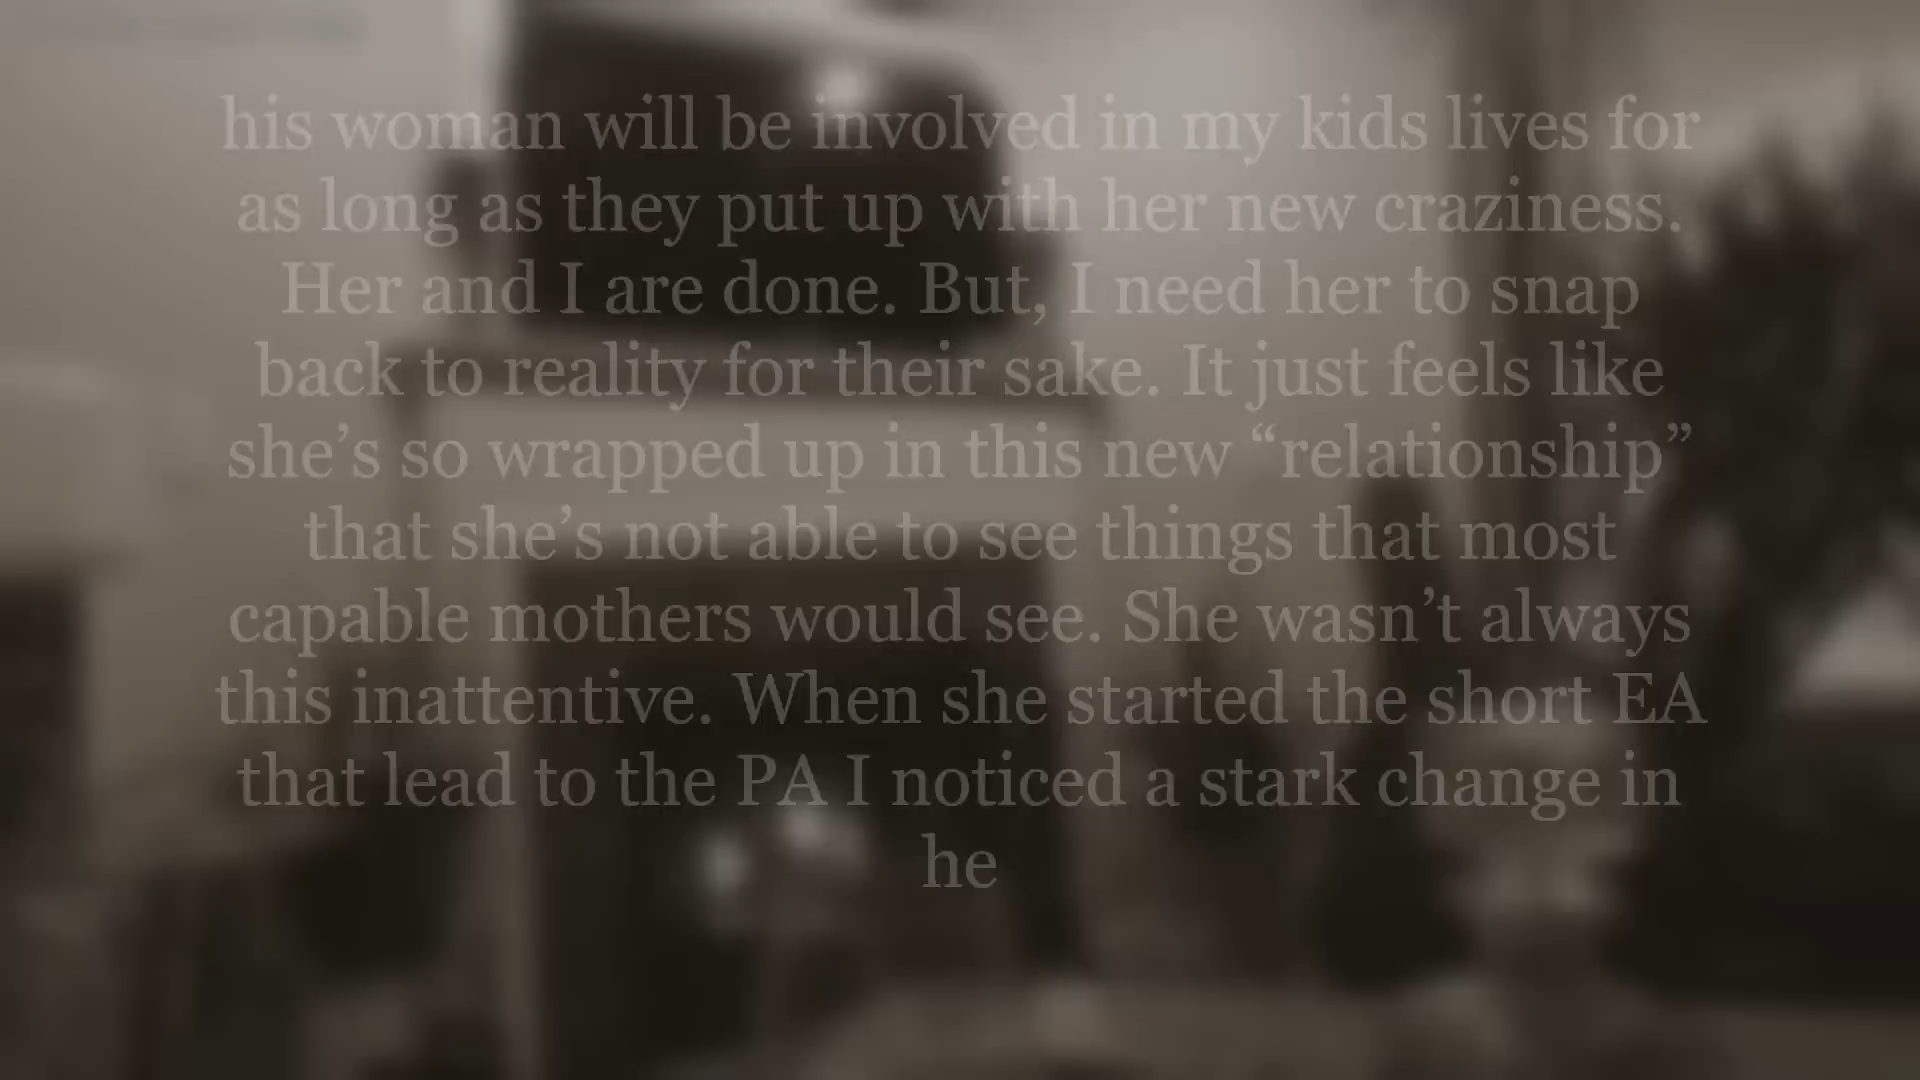 his woman will be involved in my kids lives for
as long as they put up with her new craziness.
Her and I are done. But, I need her to snap
back to reality for their sake. It just feels like
she’s so wrapped up in this new “relationship”
that she’s not able to see things that most
capable mothers would see. She wasn’t always
this inattentive. When she started the short EA
that lead to the PA I noticed a stark change in
he